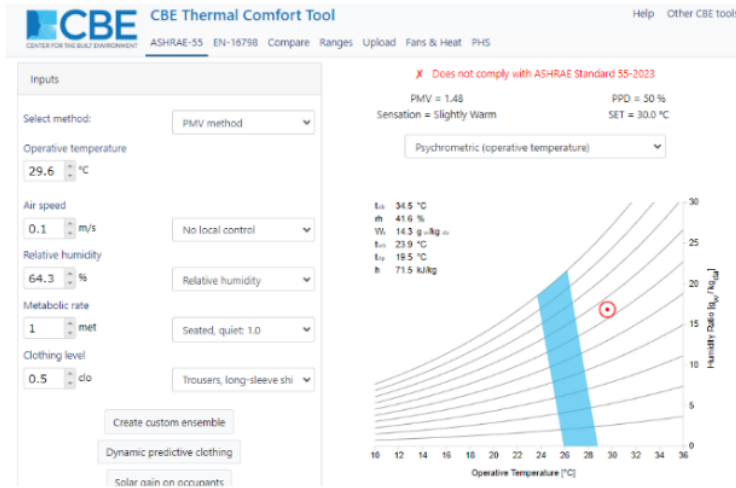 CBE
CENTER FOR THE BUILT ENVIRONMENT
CBE Thermal Comfort Tool
Help Other CBE tools
ASHRAE-55 EN-16798 Compare Ranges Upload Fans & Heat PHS
Inputs
Select method:
PMV method
Operative temperature
29.6 °C
Air speed
0.1 m/s
No local control
Relative humidity
64.3 %
Relative humidity
Metabolic rate
1 met
Seated, quiet: 1.0
Clothing level
0.5 clo
Trousers, long-sleeve shi
Create custom ensemble
Dynamic predictive clothing
Solar gain on occupants
✗ Does not comply with ASHRAE Standard 55-2023
PMV = 1.48 PPD = 50 %
Sensation = Slightly Warm SET = 30.0 °C
Psychrometric (operative temperature)
34.5 °C
rh 41.6 %
14.3
23.9 °C
19.5 °C
h 71.5 kJ/kg
30
25
20
15
10
5
0
Humidity Ratio [g_w / kg_da]
10 12 14 16 18 20 22 24 26 28 30 32 34 36
Operative Temperature [°C]